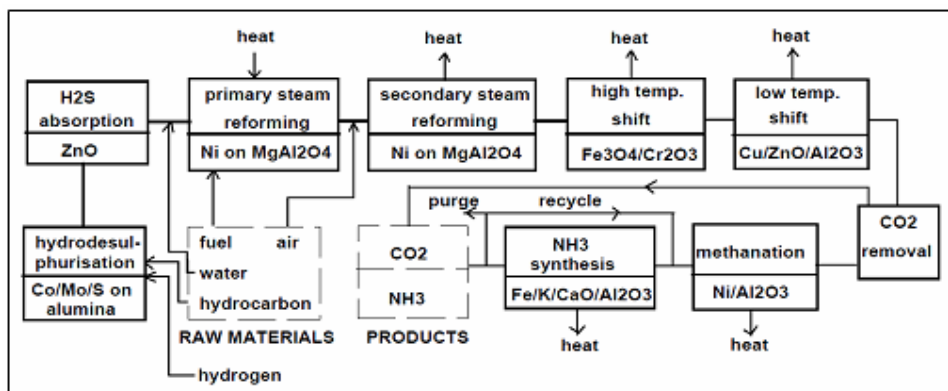 heat
heat
heat
heat
H2S
absorption
ZnO
primary steam
reforming
Ni on MgAl2O4
secondary steam
reforming
Ni on MgAl2O4
high temp.
shift
Fe3O4/Cr2O3
low temp.
shift
Cu/ZnO/Al2O3
purge
recycle
hydrodesul-
phurisation
Co/Mo/S on
alumina
fuel
air
water
hydrocarbon
RAW MATERIALS
hydrogen
CO2
NH3
PRODUCTS
NH3
synthesis
Fe/K/CaO/Al2O3
heat
methanation
Ni/Al2O3
heat
CO2
removal